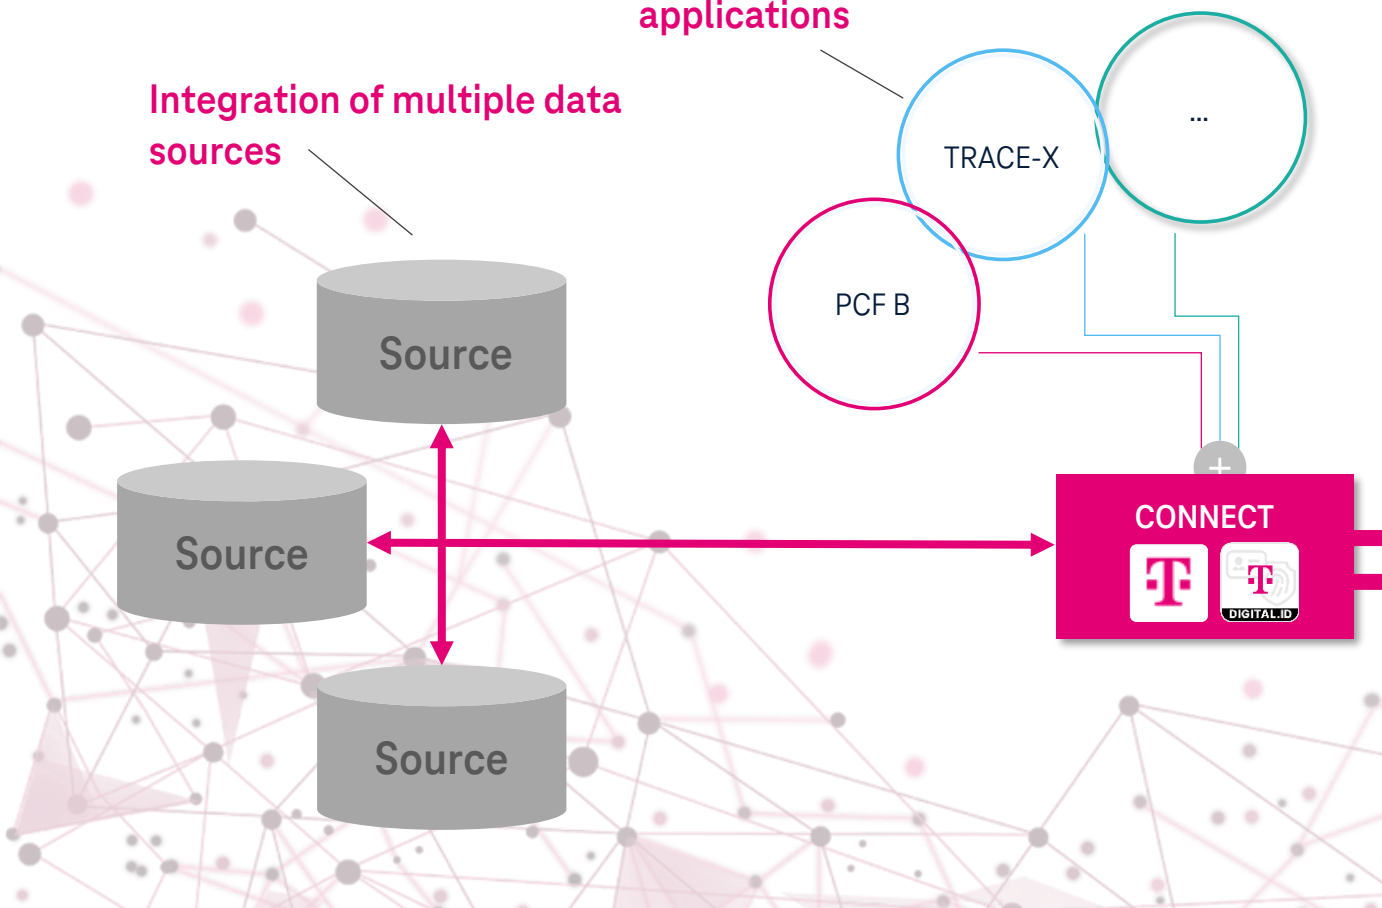 applications
Integration of multiple data
sources
...
TRACE-X
PCF B
Source
Source
Source
+
CONNECT
T
T
DIGITAL.ID